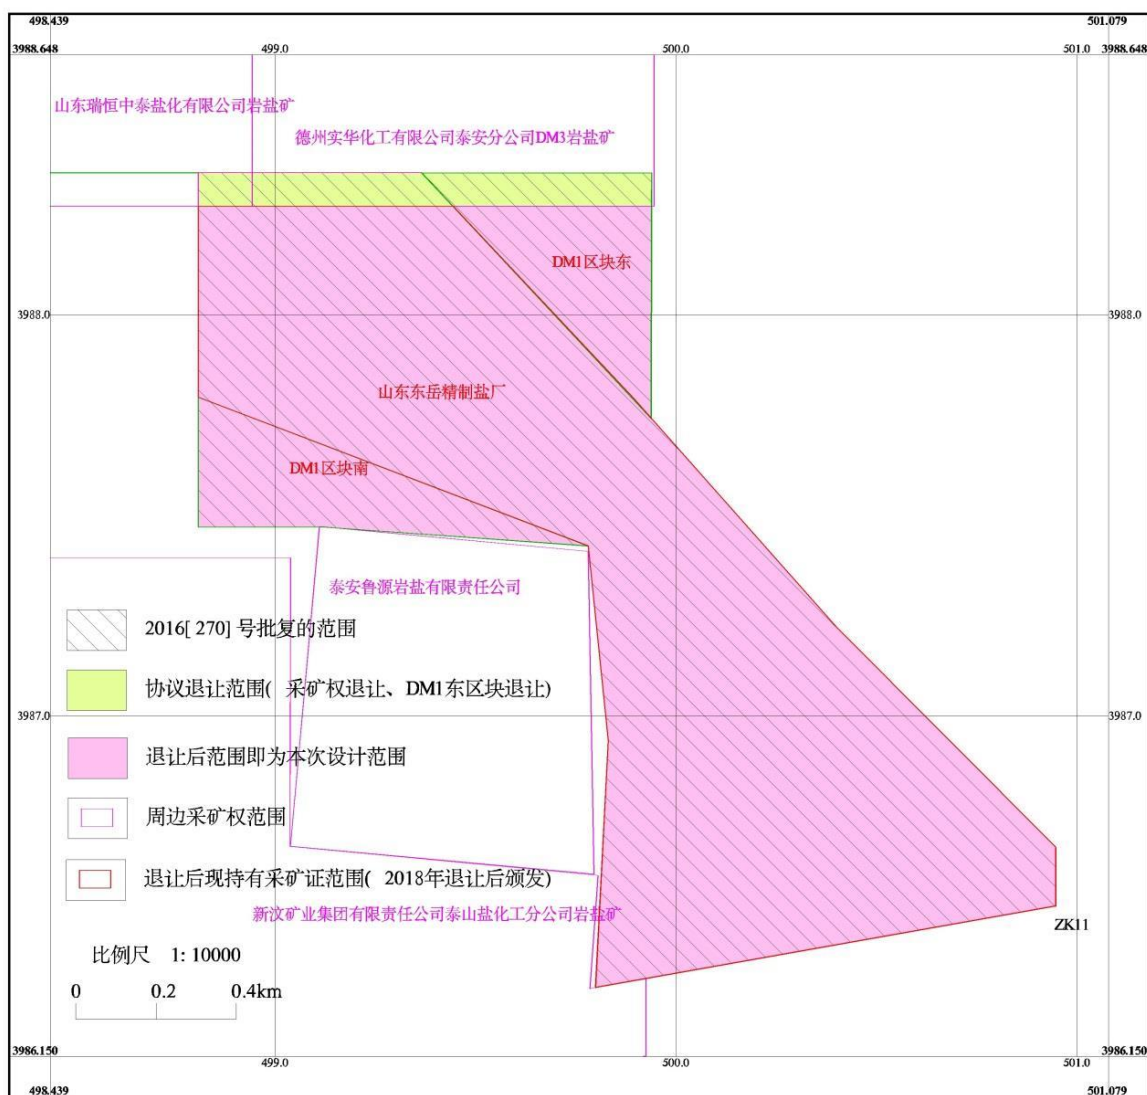 498.439
501.079
3988.648
499.0
500.0
501.0
3988.648
山东瑞恒中泰盐化有限公司岩盐矿
德州实华化工有限公司泰安分公司DM3岩盐矿
DM1区块东
3988.0
3988.0
山东东岳精制盐厂
DM1区块南
泰安鲁源岩盐有限责任公司
2016[ 270] 号批复的范围
协议退让范围( 采矿权退让、DM1东区块退让)
3987.0
3987.0
退让后范围即为本次设计范围
周边采矿权范围
退让后现持有采矿证范围( 2018年退让后颁发)
新汶矿业集团有限责任公司泰山盐化工分公司岩盐矿
ZK11
比例尺 1: 10000
0 0.2 0.4km
3986.150
499.0
500.0
501.0
3986.150
498.439
501.079